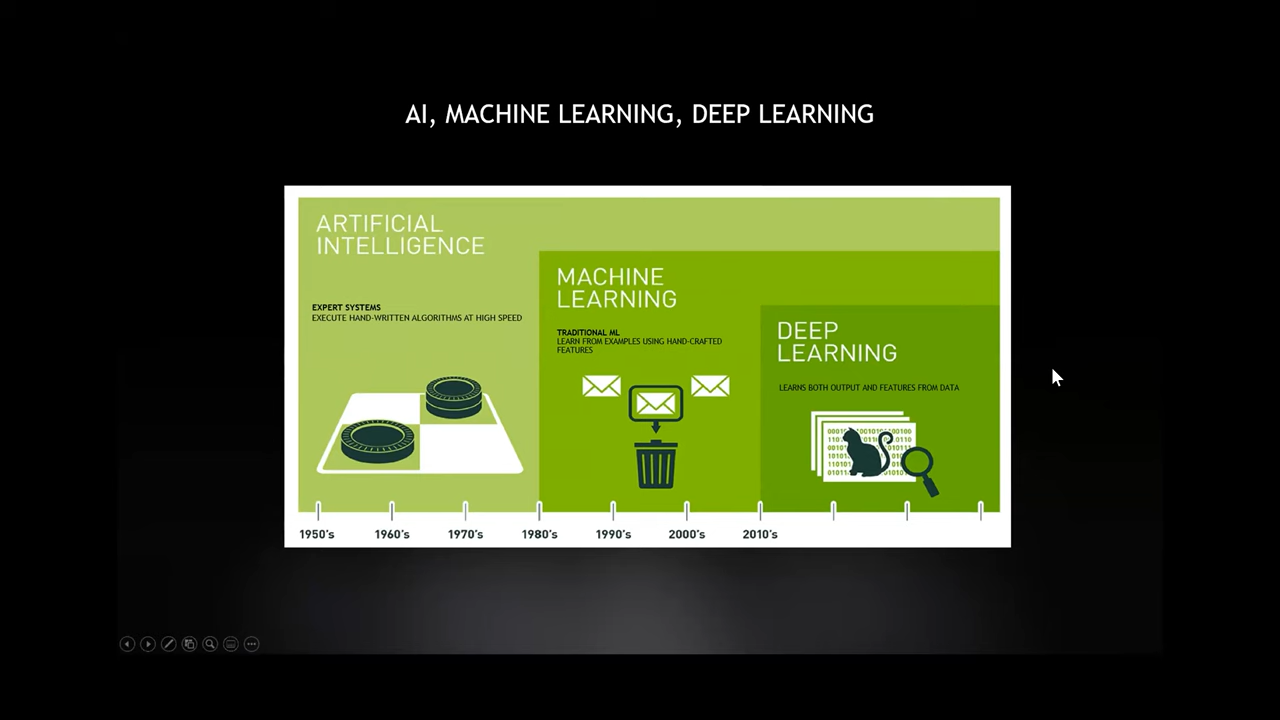 AI, MACHINE LEARNING, DEEP LEARNING
ARTIFICIAL
INTELLIGENCE
EXPERT SYSTEMS
EXECUTE HAND-WRITTEN ALGORITHMS AT HIGH SPEED
MACHINE
LEARNING
TRADITIONAL ML
LEARN FROM EXAMPLES USING HAND-CRAFTED
FEATURES
DEEP
LEARNING
LEARNS BOTH OUTPUT AND FEATURES FROM DATA
1950's 1960's 1970's 1980's 1990's 2000's 2010's